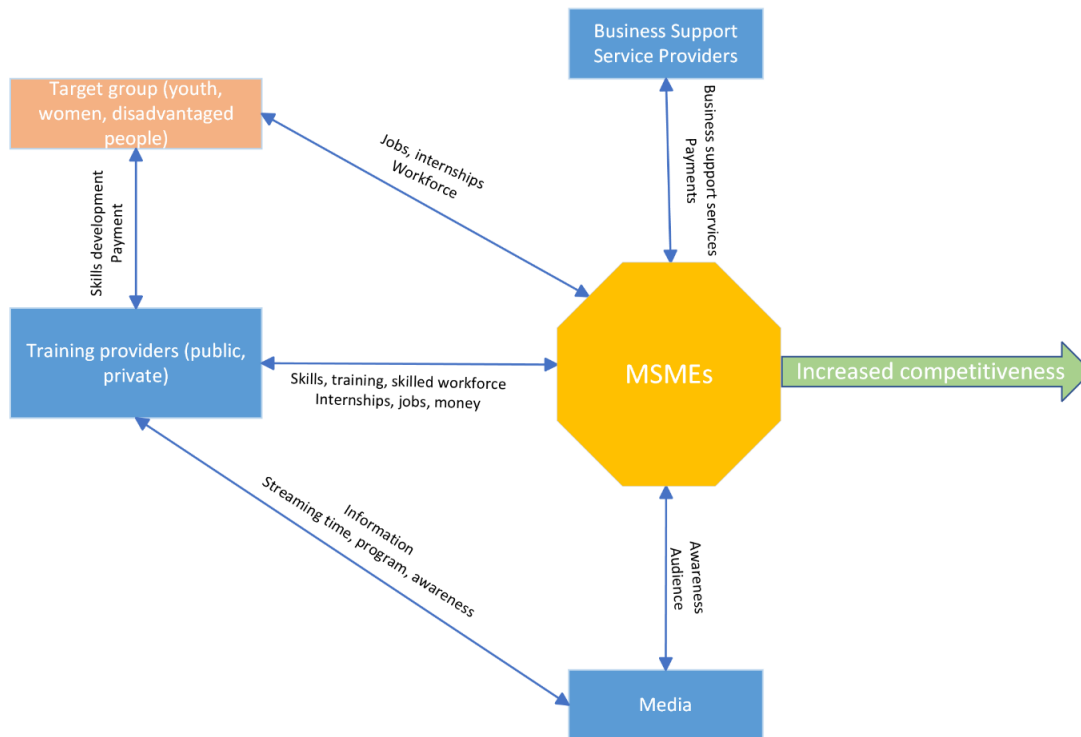 Business Support
Service Providers
Target group (youth,
women, disadvantaged
people)
Jobs, internships
Workforce
Business support services
Payments
Skills development
Payment
Training providers (public,
private)
Skills, training, skilled workforce
Internships, jobs, money
MSMEs
Increased competitiveness
Information
Streaming time, program, awareness
Awareness
Audience
Media